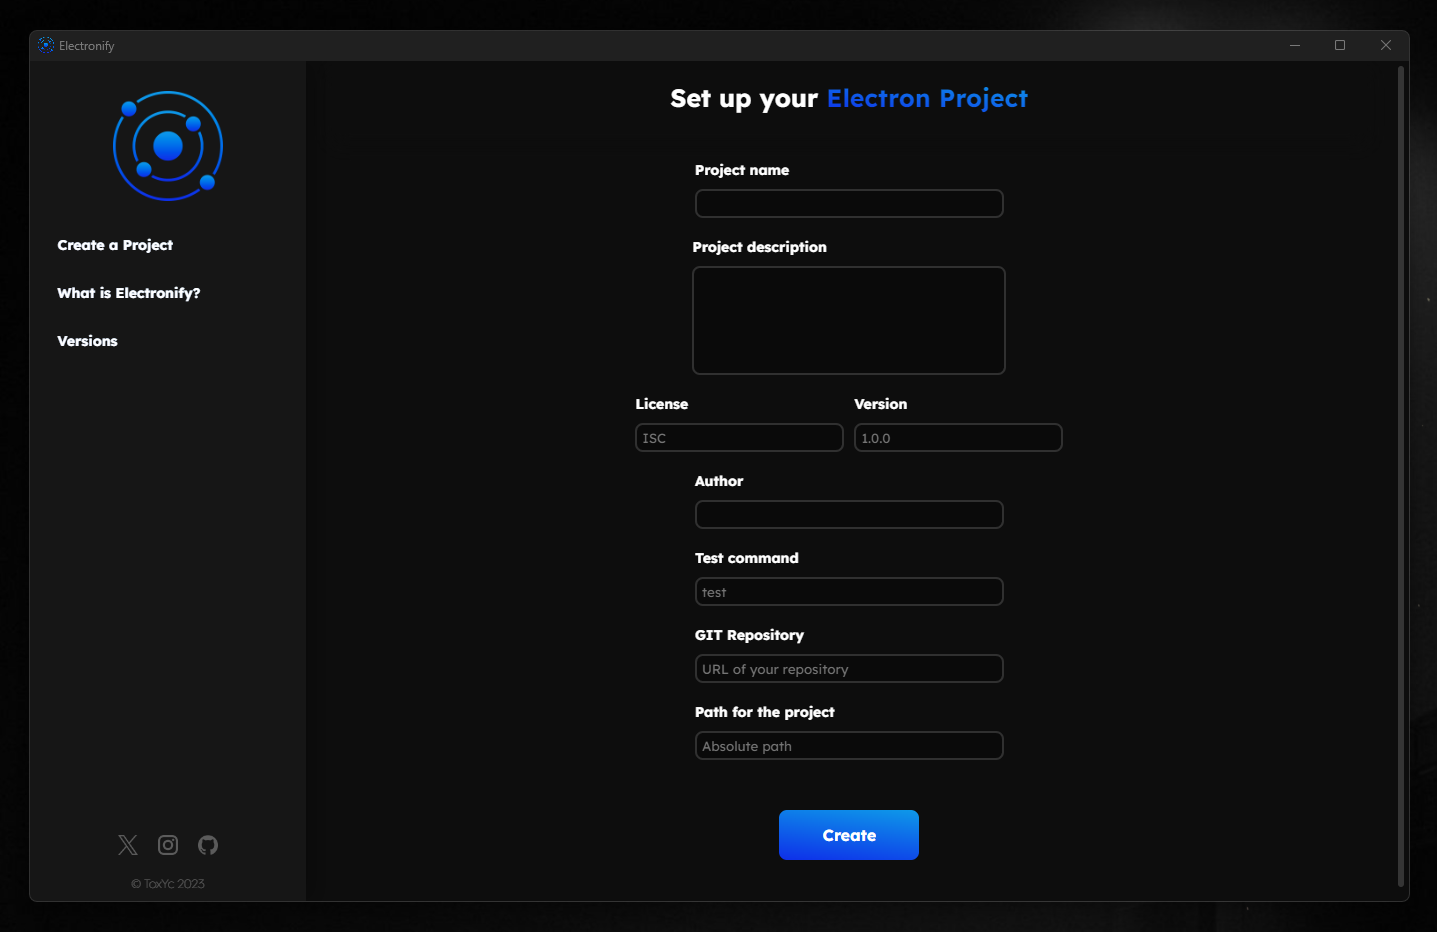 Electronify
Create a Project
What is Electronify?
Versions
© ToxYc 2023
Set up your Electron Project
Project name
Project description
License
Version
ISC
1.0.0
Author
Test command
test
GIT Repository
URL of your repository
Path for the project
Absolute path
Create